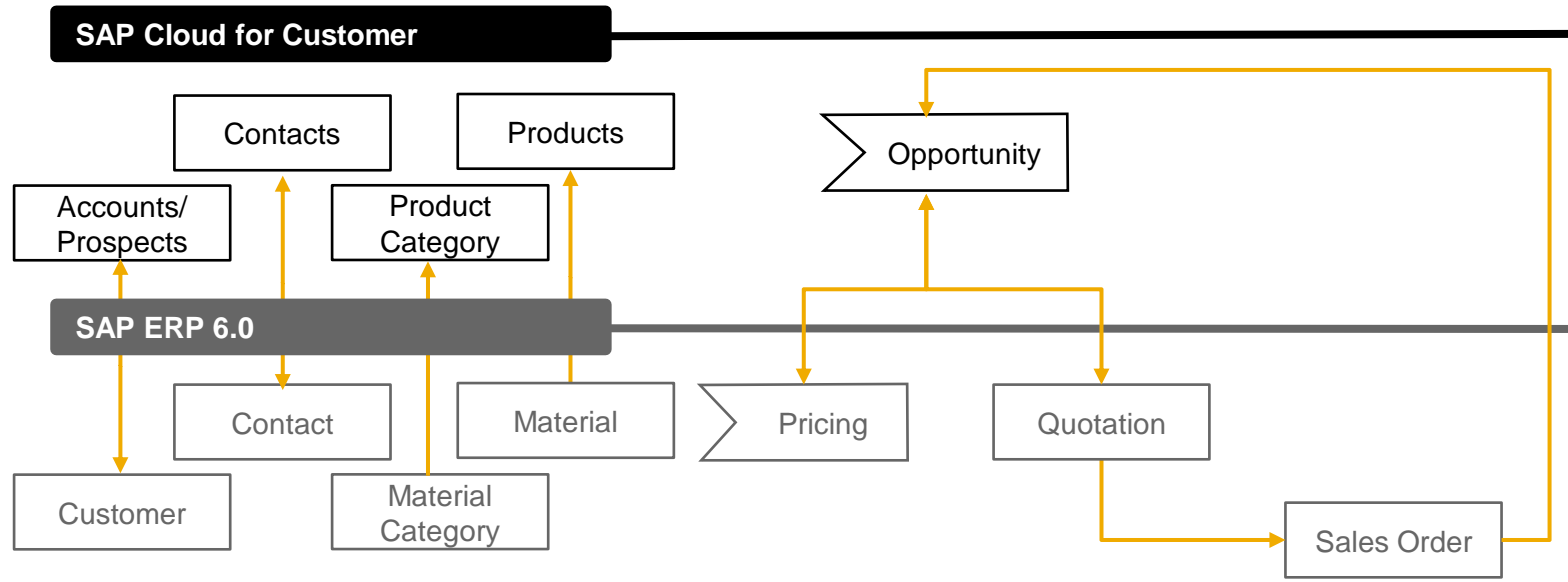 SAP Cloud for Customer
Contacts
Products
Opportunity
Accounts/
Prospects
Product
Category
SAP ERP 6.0
Contact
Material
Pricing
Quotation
Customer
Material
Category
Sales Order